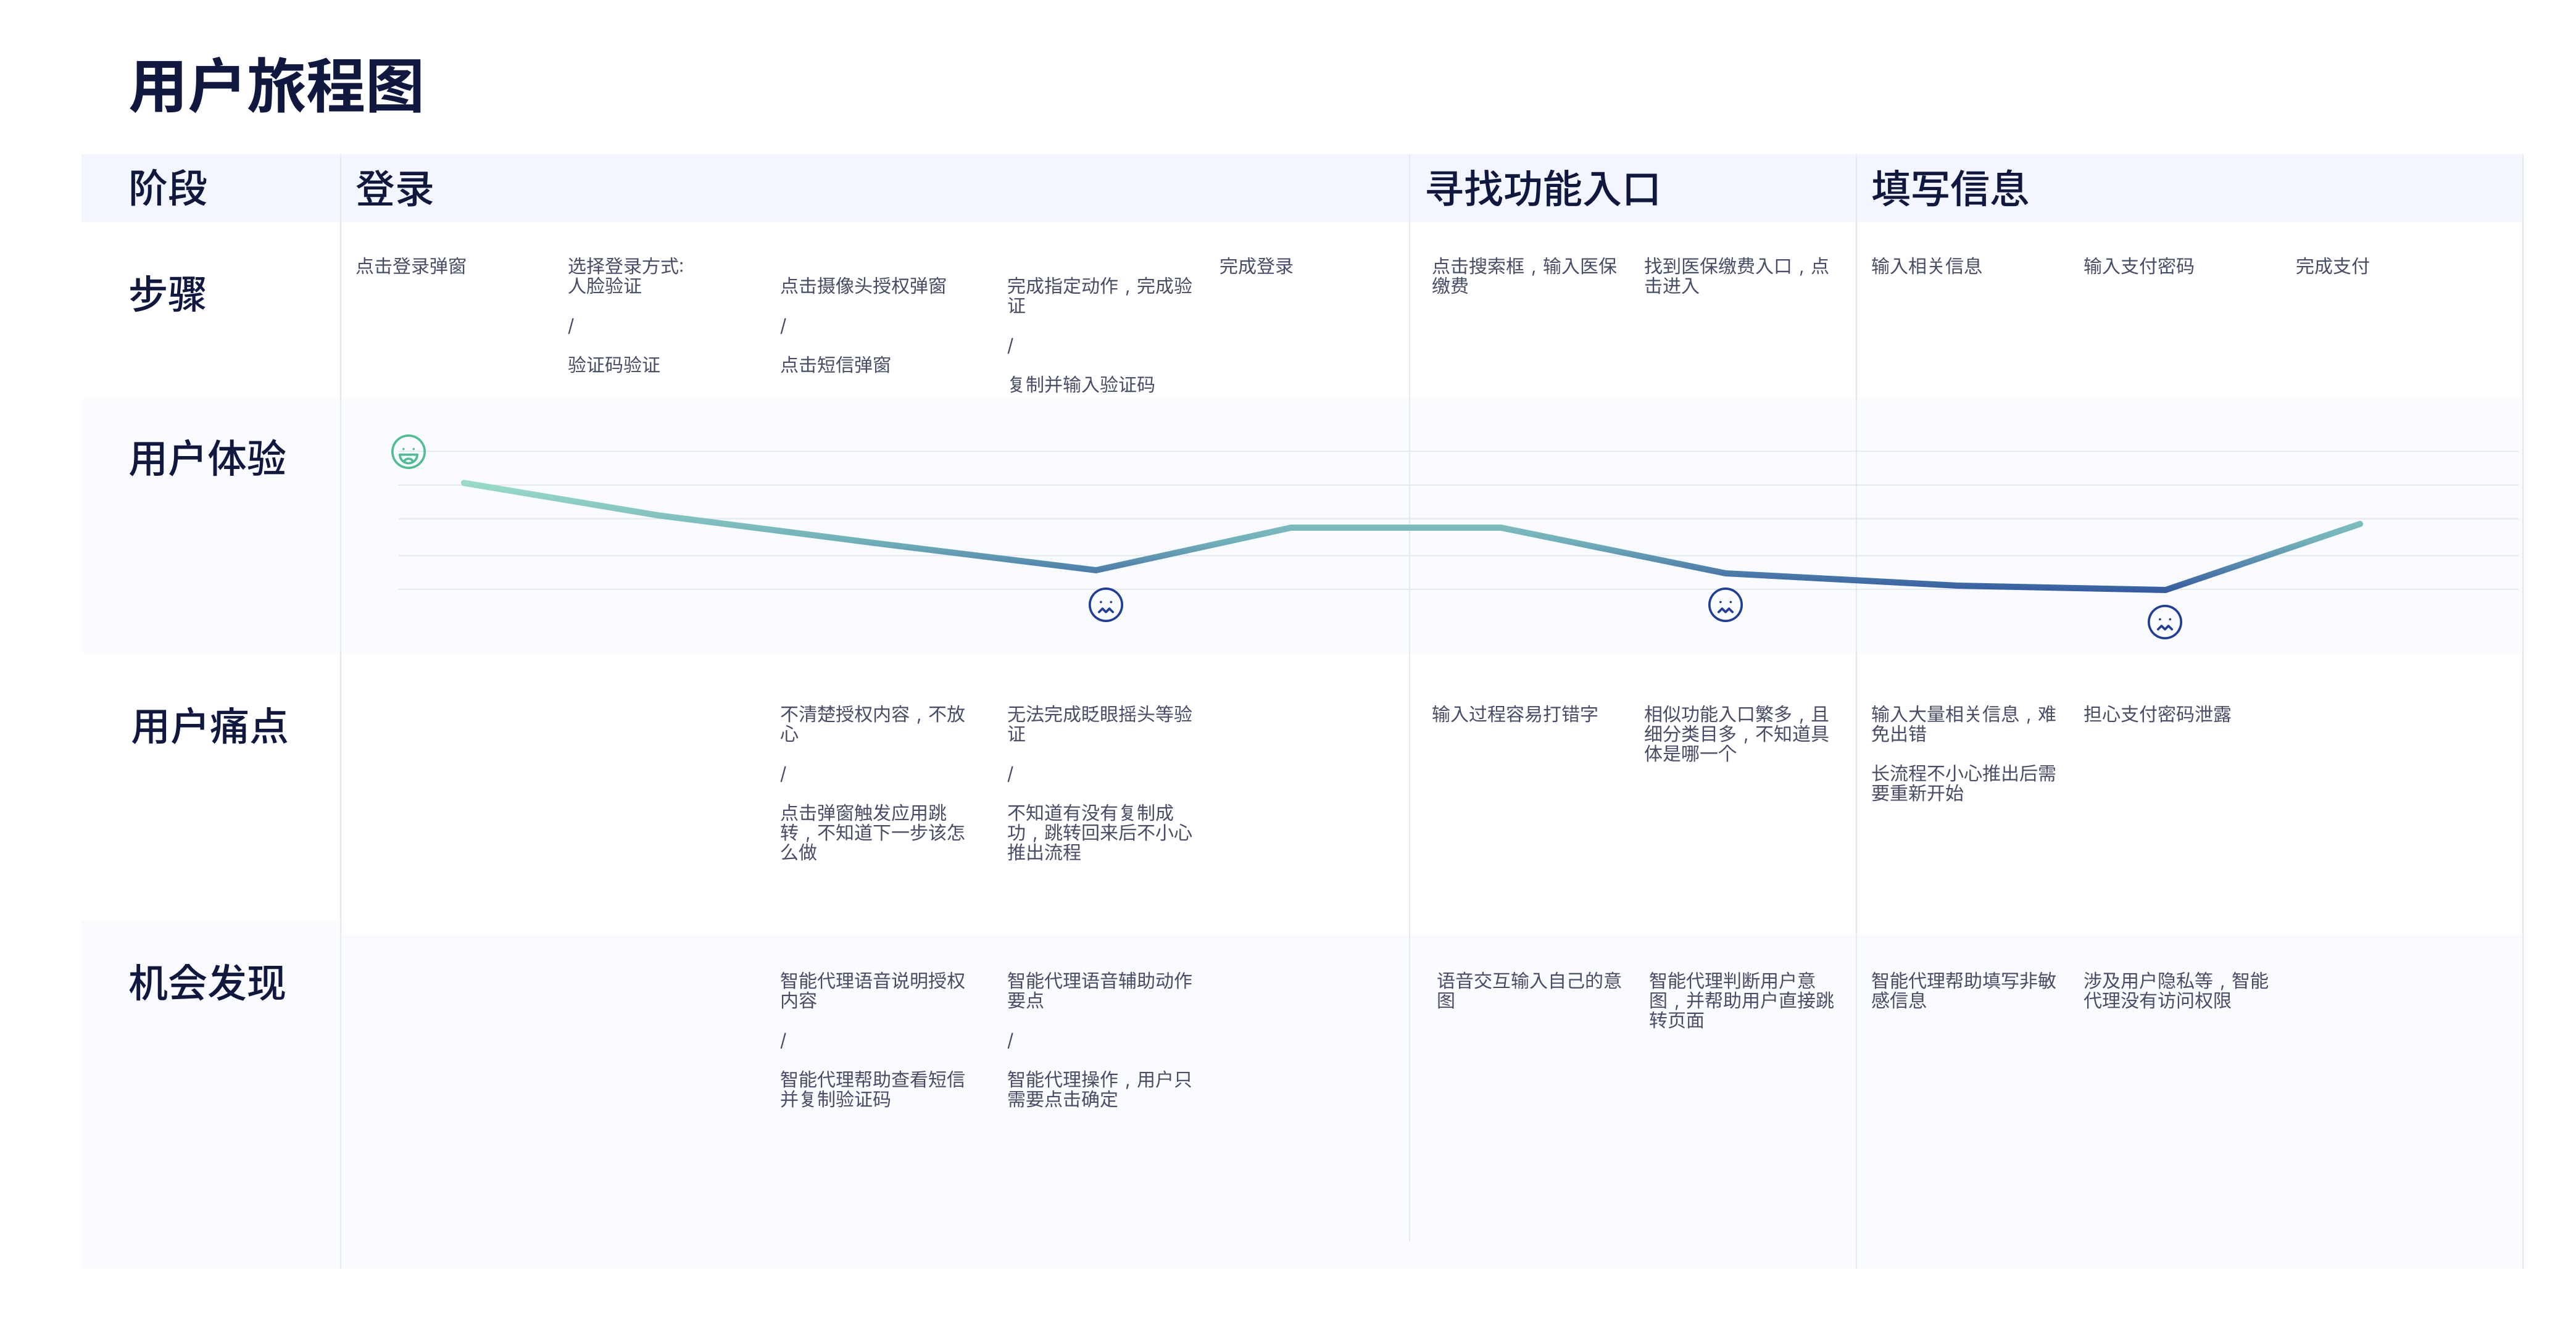 用户旅程图
阶段
登录
寻找功能入口
填写信息
步骤
点击登录弹窗
选择登录方式:
人脸验证
/
验证码验证
点击摄像头授权弹窗
/
点击短信弹窗
完成指定动作，完成验
证
/
复制并输入验证码
完成登录
点击搜索框，输入医保
缴费
找到医保缴费入口，点
击进入
输入相关信息
输入支付密码
完成支付
用户体验
用户痛点
不清楚授权内容，不放
心
/
点击弹窗触发应用跳
转，不知道下一步该怎
么做
无法完成眨眼摇头等验
证
/
不知道有没有复制成
功，跳转回来后不小心
推出流程
输入过程容易打错字
相似功能入口繁多，且
细分类目多，不知道具
体是哪一个
输入大量相关信息，难
免出错
长流程不小心推出后需
要重新开始
担心支付密码泄露
机会发现
智能代理语音说明授权
内容
/
智能代理帮助查看短信
并复制验证码
智能代理语音辅助动作
要点
/
智能代理操作，用户只
需要点击确定
语音交互输入自己的意
图
智能代理判断用户意
图，并帮助用户直接跳
转页面
智能代理帮助填写非敏
感信息
涉及用户隐私等，智能
代理没有访问权限